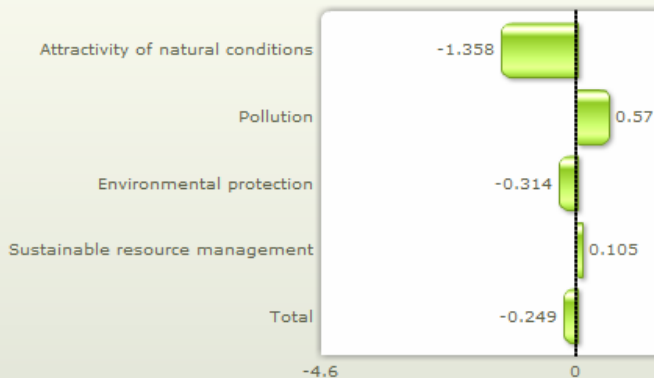 Attractivity of natural conditions -1.358
Pollution 0.57
Environmental protection -0.314
Sustainable resource management 0.105
Total -0.249
-4.6 0